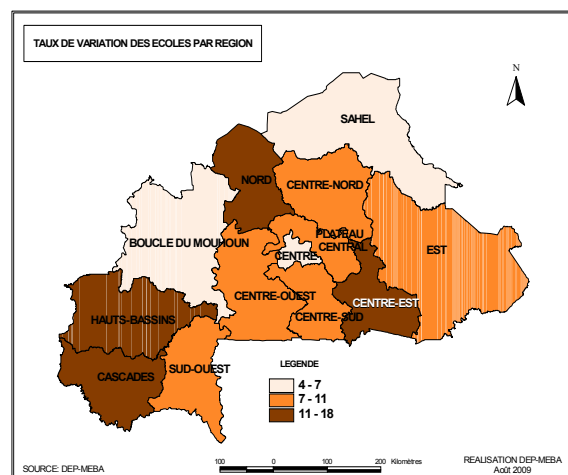 TAUX DE VARIATION DES ECOLES PAR REGION
N
SAHEL
NORD
CENTRE-NORD
PLATEAU
CENTRAL
BOUCLE DU MOUHOUN
CENTRE
EST
CENTRE-OUEST
CENTRE-EST
HAUTS-BASSINS
CENTRE-SUD
SUD-OUEST
CASCADES
LEGENDE
4 - 7
7 - 11
11 - 18
100 0 100 200 Kilomètres
SOURCE: DEP-MEBA
REALISATION DEP-MEBA
Août 2009